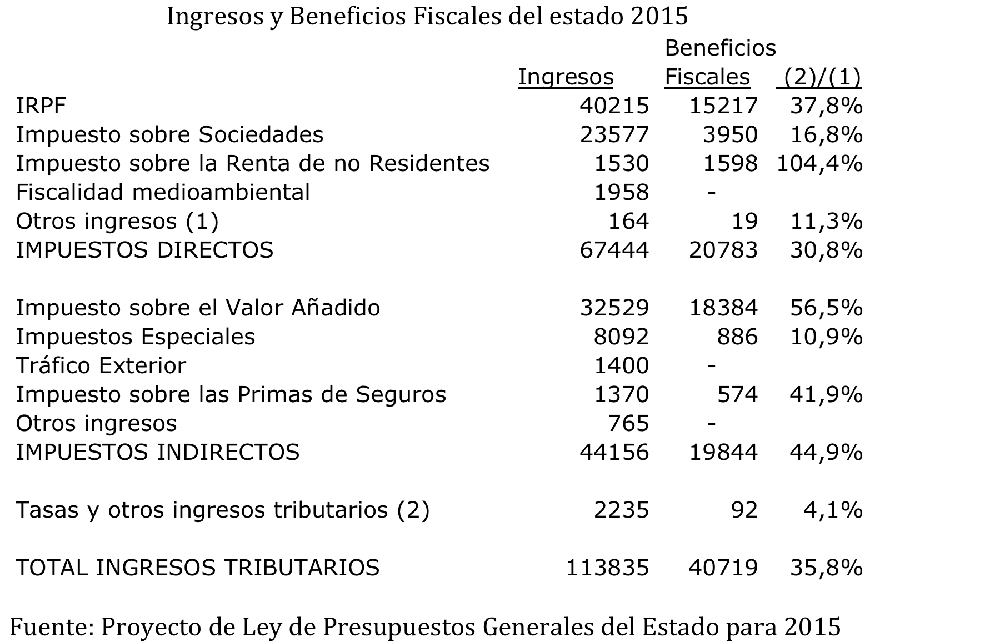 Ingresos y Beneficios Fiscales del estado 2015
Beneficios
Ingresos Fiscales (2)/(1)
IRPF 40215 15217 37,8%
Impuesto sobre Sociedades 23577 3950 16,8%
Impuesto sobre la Renta de no Residentes 1530 1598 104,4%
Fiscalidad medioambiental 1958 -
Otros ingresos (1) 164 19 11,3%
IMPUESTOS DIRECTOS 67444 20783 30,8%
Impuesto sobre el Valor Añadido 32529 18384 56,5%
Impuestos Especiales 8092 886 10,9%
Tráfico Exterior 1400 -
Impuesto sobre las Primas de Seguros 1370 574 41,9%
Otros ingresos 765 -
IMPUESTOS INDIRECTOS 44156 19844 44,9%
Tasas y otros ingresos tributarios (2) 2235 92 4,1%
TOTAL INGRESOS TRIBUTARIOS 113835 40719 35,8%
Fuente: Proyecto de Ley de Presupuestos Generales del Estado para 2015